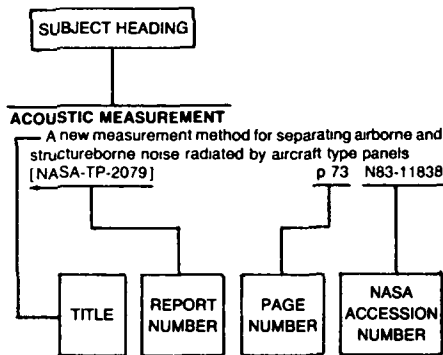 SUBJECT HEADING
ACOUSTIC MEASUREMENT
A new measurement method for separating airborne and
structureborne noise radiated by aircraft type panels
[NASA-TP-2079] p 73 N83-11838
TITLE
REPORT
NUMBER
PAGE
NUMBER
NASA
ACCESSION
NUMBER